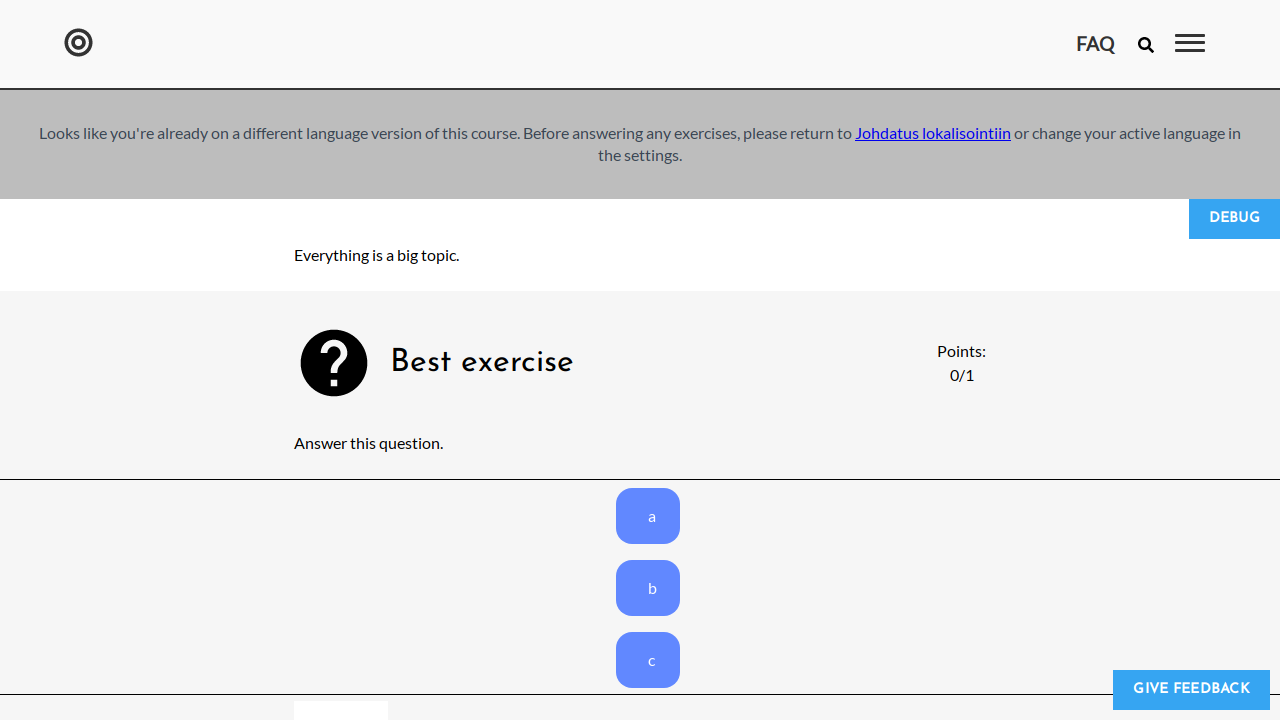 FAQ
Looks like you're already on a different language version of this course. Before answering any exercises, please return to Johdatus lokalisointiin or change your active language in
the settings.
DEBUG
Everything is a big topic.
Best exercise
Points:
0/1
Answer this question.
a
b
c
GIVE FEEDBACK